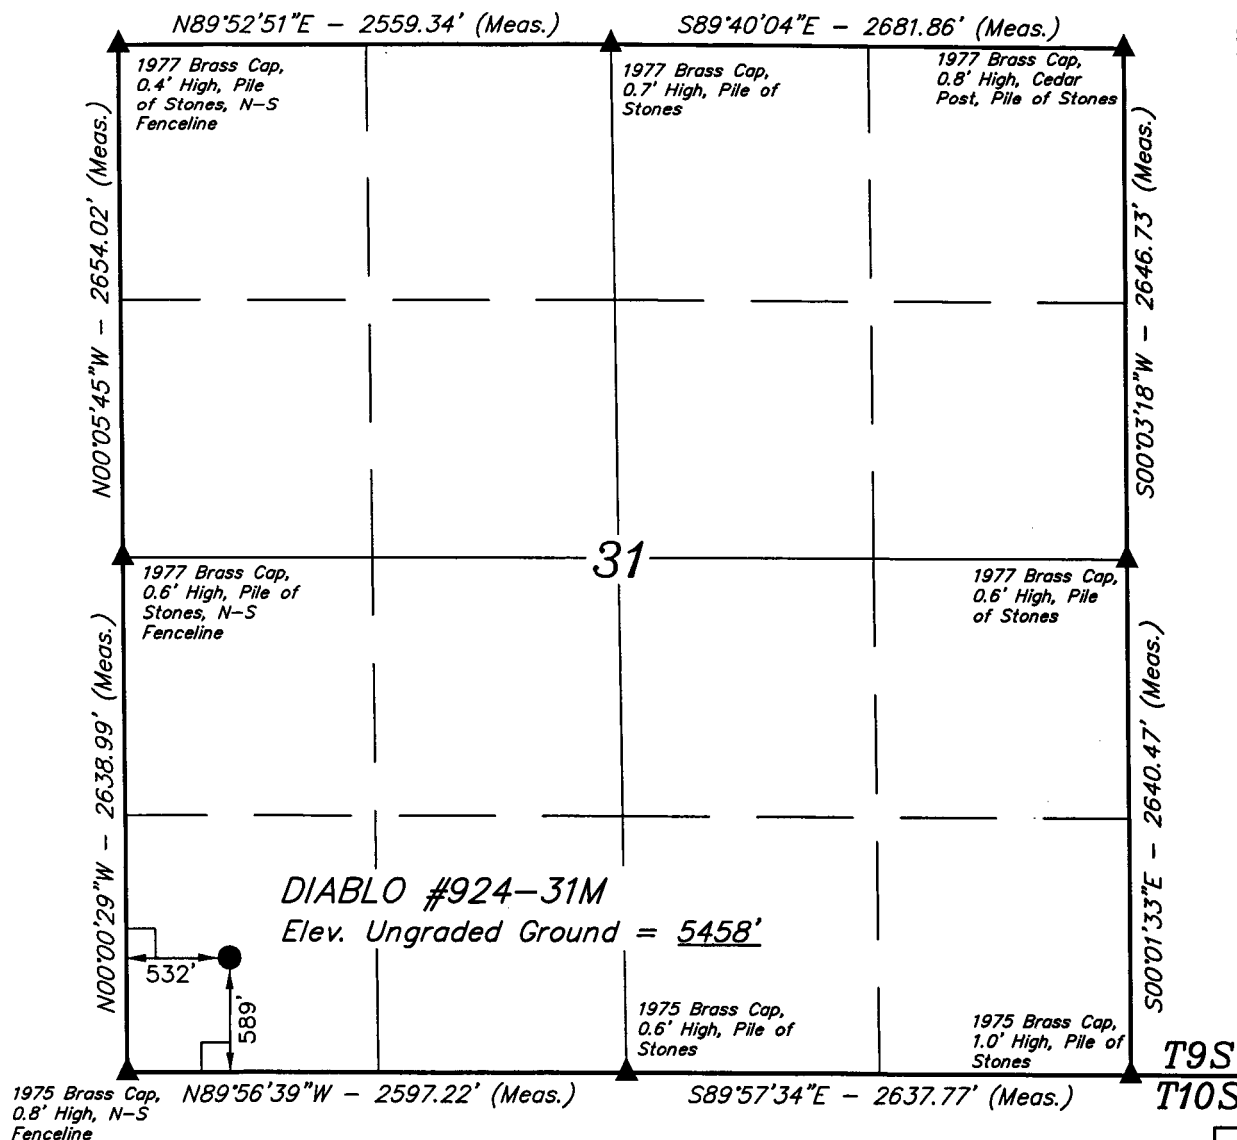 N89°52'51"E - 2559.34' (Meas.)
S89°40'04"E - 2681.86' (Meas.)
1977 Brass Cap,
0.4' High, Pile
of Stones, N-S
Fenceline
1977 Brass Cap,
0.7' High, Pile of
Stones
1977 Brass Cap,
0.8' High, Cedar
Post, Pile of Stones
N00°05'45"W - 2654.02' (Meas.)
S00°03'18"W - 2646.73' (Meas.)
31
1977 Brass Cap,
0.6' High, Pile of
Stones, N-S
Fenceline
1977 Brass Cap,
0.6' High, Pile
of Stones
N00°00'29"W - 2638.99' (Meas.)
S00°01'33"E - 2640.47' (Meas.)
DIABLO #924-31M
Elev. Ungraded Ground = 5458'
532'
589'
1975 Brass Cap,
0.6' High, Pile of
Stones
1975 Brass Cap,
1.0' High, Pile of
Stones
T9S
T10S
1975 Brass Cap,
0.8' High, N-S
Fenceline
N89°56'39"W - 2597.22' (Meas.)
S89°57'34"E - 2637.77' (Meas.)